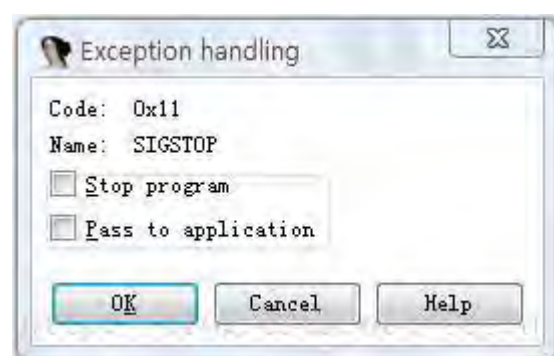 Exception handling
Code: 0x11
Name: SIGSTOP
Stop program
Pass to application
OK Cancel Help